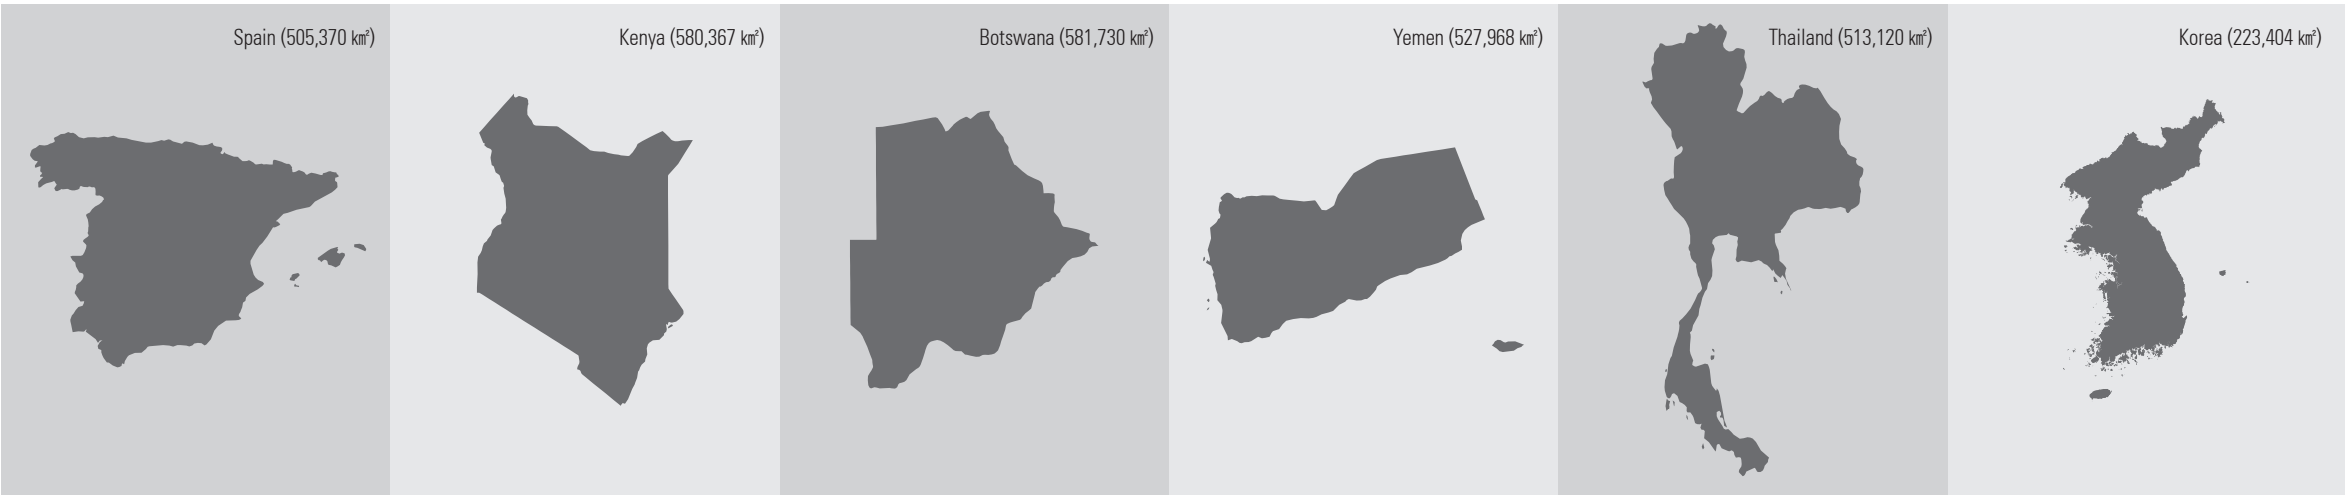 Spain (505,370 ㎢)
Kenya (580,367 ㎢)
Botswana (581,730 ㎢)
Yemen (527,968 ㎢)
Thailand (513,120 ㎢)
Korea (223,404 ㎢)